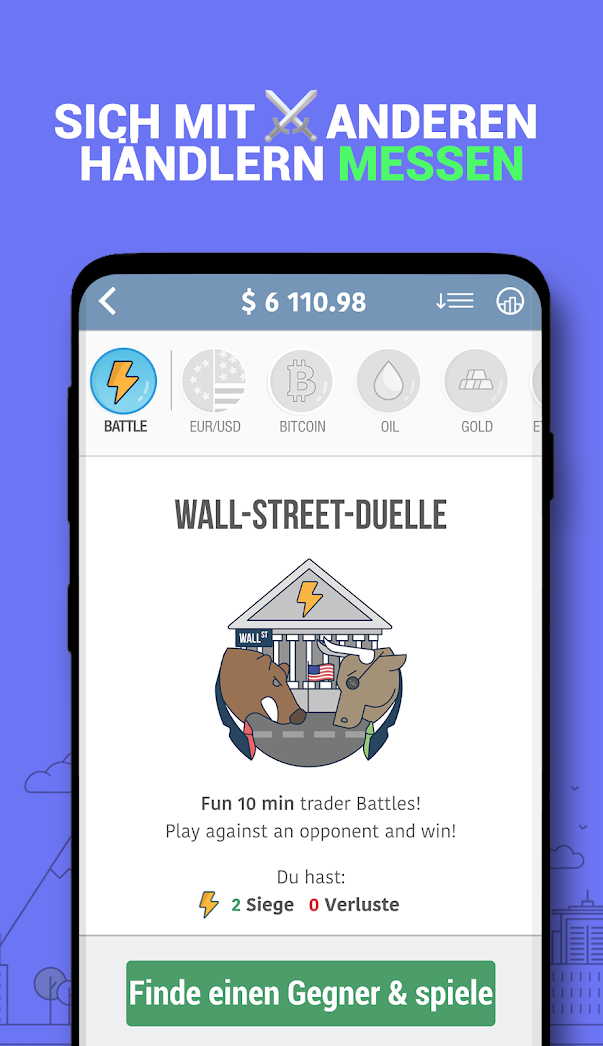 SICH MIT ⚔ ANDEREN
HÄNDLERN MESSEN
$ 6 110.98
BATTLE
EUR/USD
BITCOIN
OIL
GOLD
WALL-STREET-DUELLE
WALL ST
Fun 10 min trader Battles!
Play against an opponent and win!
Du hast:
2 Siege 0 Verluste
Finde einen Gegner & spiele